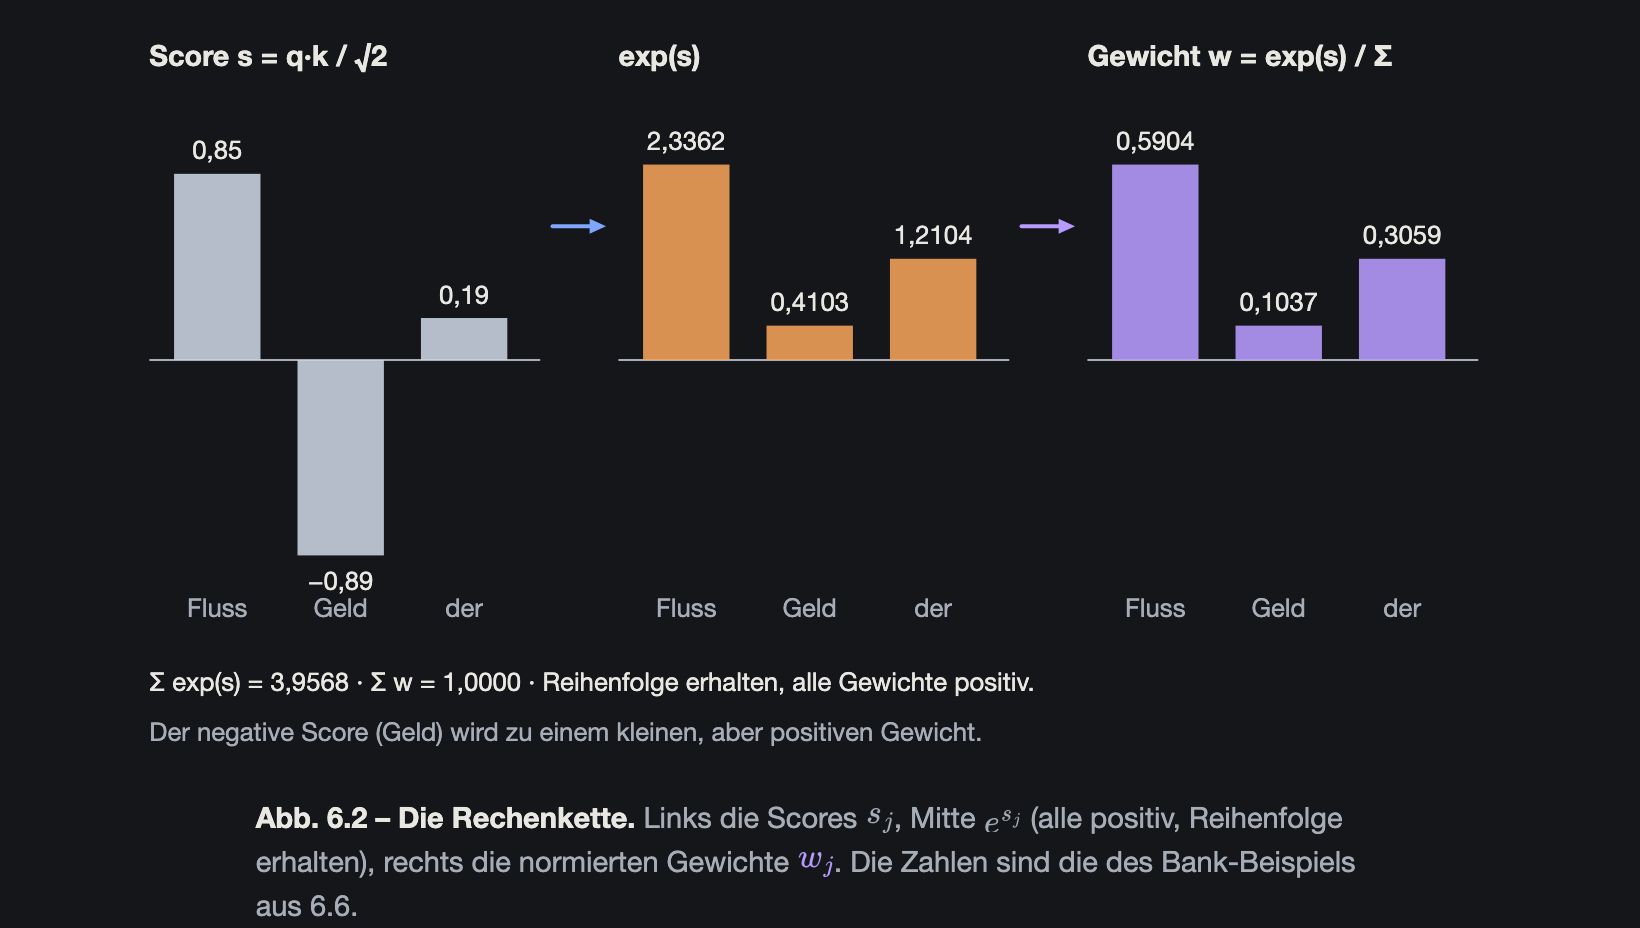 Score s = q·k / √2
exp(s)
Gewicht w = exp(s) / Σ
0,85
−0,89
0,19
Fluss Geld der
2,3362
0,4103
1,2104
Fluss Geld der
0,5904
0,1037
0,3059
Fluss Geld der
Σ exp(s) = 3,9568 · Σ w = 1,0000 · Reihenfolge erhalten, alle Gewichte positiv.
Der negative Score (Geld) wird zu einem kleinen, aber positiven Gewicht.
Abb. 6.2 – Die Rechenkette. Links die Scores s_j, Mitte e^{s_j} (alle positiv, Reihenfolge
erhalten), rechts die normierten Gewichte w_j. Die Zahlen sind die des Bank-Beispiels
aus 6.6.